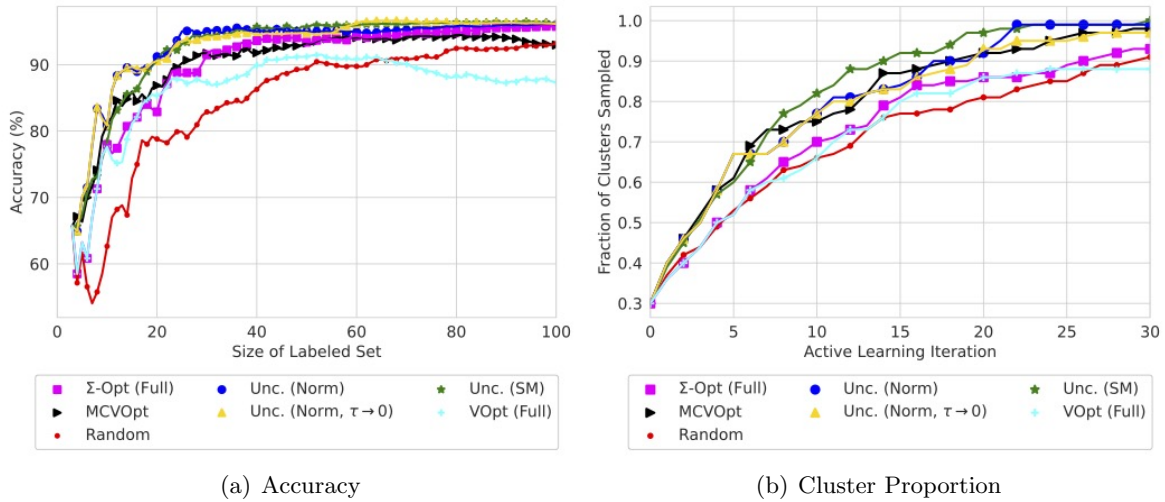 90
80
70
60
Accuracy (%)
0
20
40
60
80
100
Size of Labeled Set
Σ-Opt (Full)
MCVOpt
Random
Unc. (Norm)
Unc. (Norm, τ→0)
Unc. (SM)
VOpt (Full)
(a) Accuracy
1.0
0.9
0.8
0.7
0.6
0.5
0.4
0.3
Fraction of Clusters Sampled
0
5
10
15
20
25
30
Active Learning Iteration
Σ-Opt (Full)
MCVOpt
Random
Unc. (Norm)
Unc. (Norm, τ→0)
Unc. (SM)
VOpt (Full)
(b) Cluster Proportion